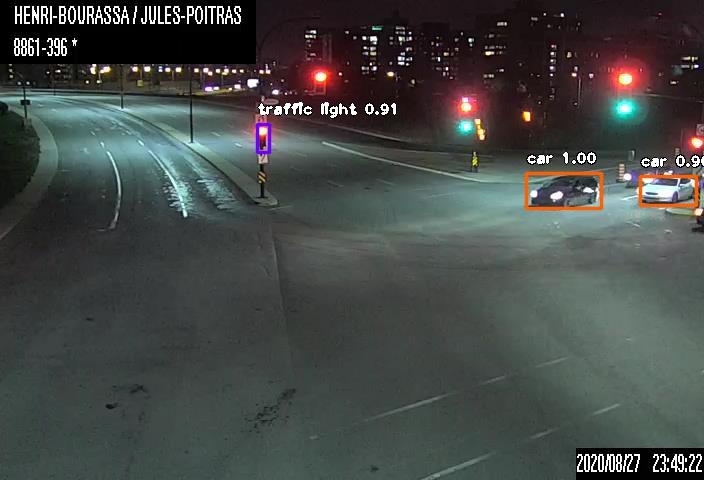 HENRI-BOURASSA / JULES-POITRAS
8861-396 *
traffic light 0.91
car 1.00
car 0.90
2020/08/27 23:49:22